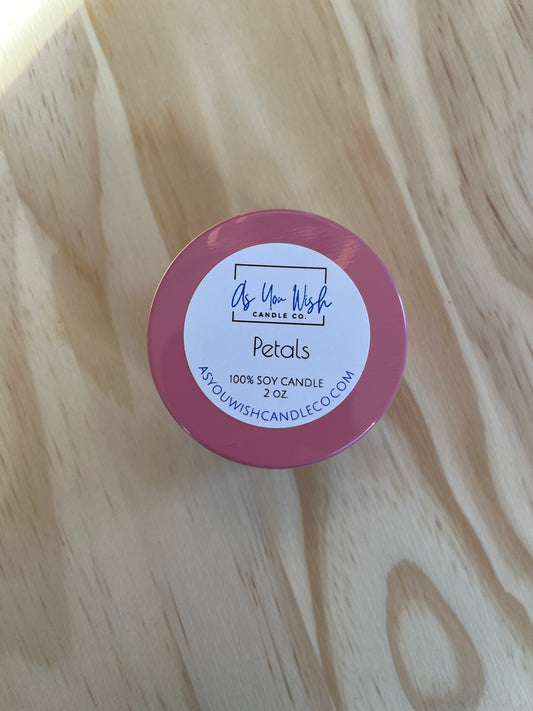 As You Wish
CANDLE CO.
Petals
100% SOY CANDLE
2 OZ.
ASYOUWISHCANDLECO.COM